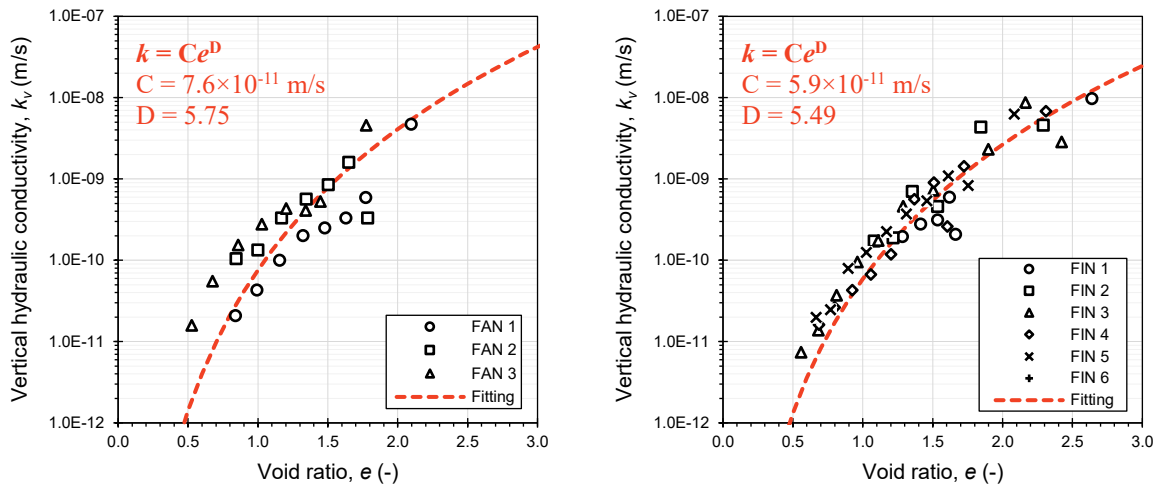 1.0E-07
1.0E-08
1.0E-09
1.0E-10
1.0E-11
1.0E-12
Vertical hydraulic conductivity, kv (m/s)
k = Ce^D
C = 7.6×10^-11 m/s
D = 5.75
FAN 1
FAN 2
FAN 3
Fitting
0.0 0.5 1.0 1.5 2.0 2.5 3.0
Void ratio, e (-)
1.0E-07
1.0E-08
1.0E-09
1.0E-10
1.0E-11
1.0E-12
Vertical hydraulic conductivity, kv (m/s)
k = Ce^D
C = 5.9×10^-11 m/s
D = 5.49
FIN 1
FIN 2
FIN 3
FIN 4
FIN 5
FIN 6
Fitting
0.0 0.5 1.0 1.5 2.0 2.5 3.0
Void ratio, e (-)